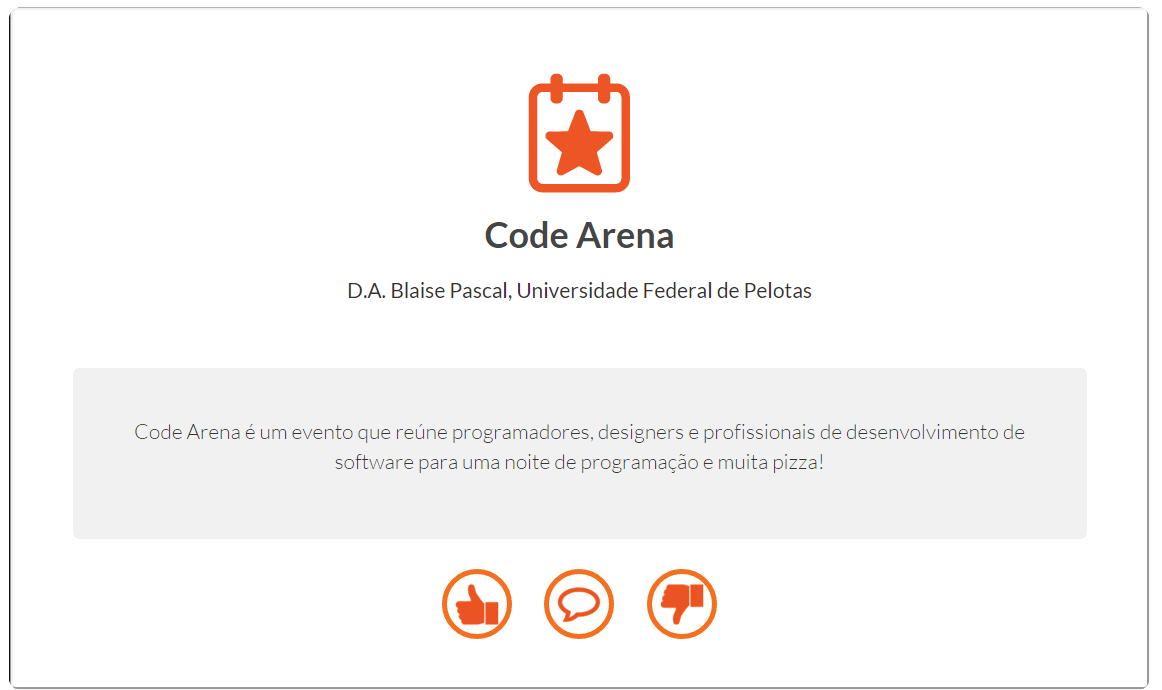 Code Arena
D.A. Blaise Pascal, Universidade Federal de Pelotas
Code Arena é um evento que reúne programadores, designers e profissionais de desenvolvimento de
software para uma noite de programação e muita pizza!